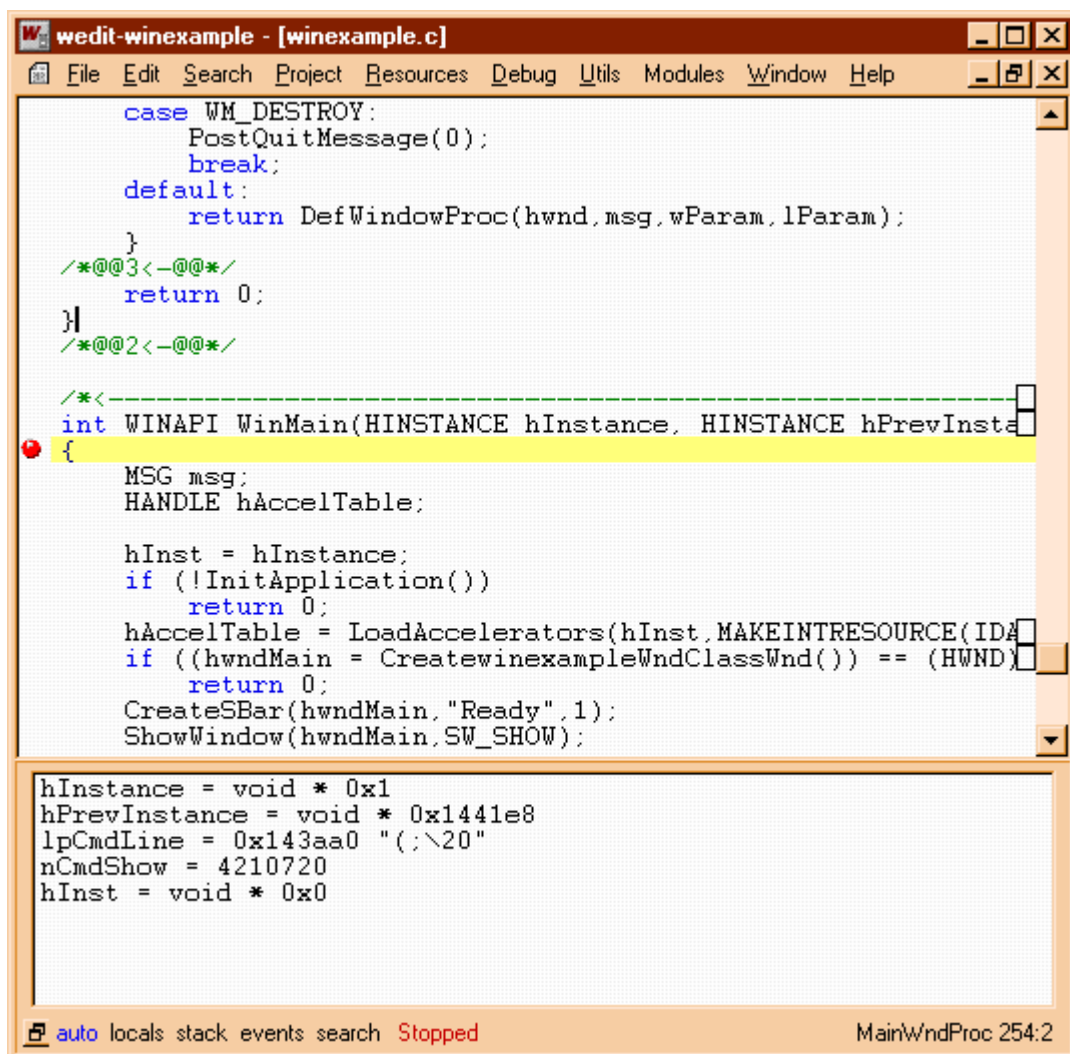 wedit-winexample - [winexample.c]
File Edit Search Project Resources Debug Utils Modules Window Help
case WM_DESTROY:
PostQuitMessage(0);
break;
default:
return DefWindowProc(hwnd,msg,wParam,lParam);
}
/*@@3<-@@*/
return 0;
}
/*@@2<-@@*/
/*<---------------------------------------------------------
int WINAPI WinMain(HINSTANCE hInstance, HINSTANCE hPrevInsta
{
MSG msg;
HANDLE hAccelTable;
hInst = hInstance;
if (!InitApplication())
return 0;
hAccelTable = LoadAccelerators(hInst,MAKEINTRESOURCE(IDA
if ((hwndMain = CreatewinexampleWndClassWnd()) == (HWND)
return 0;
CreateSBar(hwndMain,"Ready",1);
ShowWindow(hwndMain,SW_SHOW);
hInstance = void * 0x1
hPrevInstance = void * 0x1441e8
lpCmdLine = 0x143aa0 "(;\20"
nCmdShow = 4210720
hInst = void * 0x0
auto locals stack events search Stopped MainWndProc 254:2